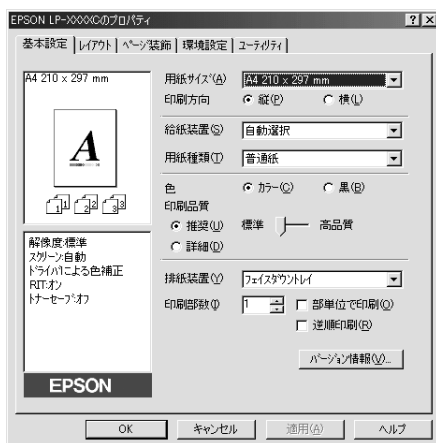 EPSON LP-XXXXCのプロパティ
基本設定 レイアウト ページ装飾 環境設定 ユーティリティ
A4 210 x 297 mm
A
1 1 2 2 3 3
解像度:標準
スクリーン:自動
ドライバによる色補正
RIT:オン
トナーセーブ:オフ
EPSON
用紙サイズ(A) A4 210 x 297 mm
印刷方向 縦(P) 横(L)
給紙装置(S) 自動選択
用紙種類(T) 普通紙
色 カラー(C) 黒(B)
印刷品質
推奨(U) 標準 高品質
詳細(D)
排紙装置(Y) フェイスダウントレイ
印刷部数(I) 1 部単位で印刷(O)
逆順印刷(R)
バージョン情報(V)...
OK キャンセル 適用(A) ヘルプ